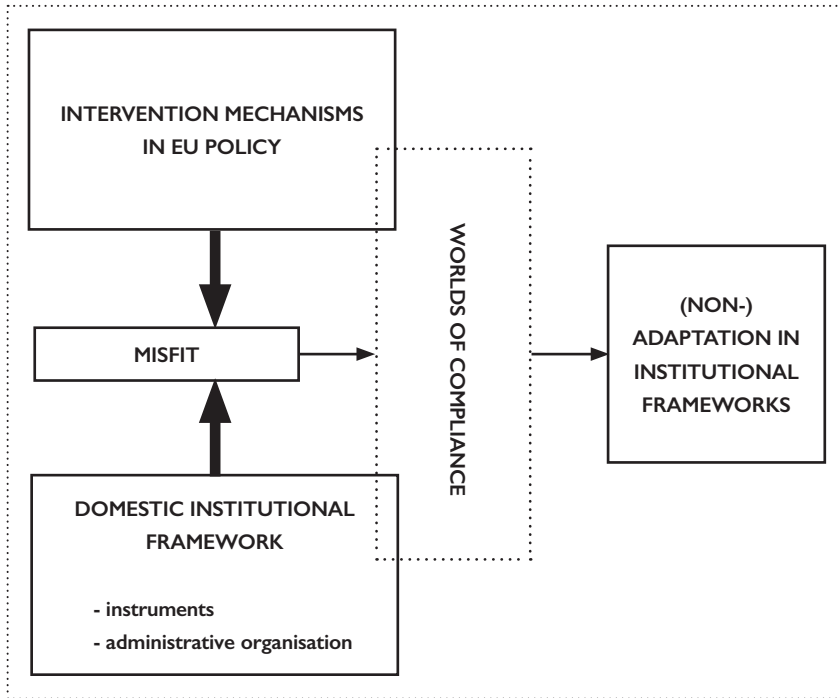 INTERVENTION MECHANISMS
IN EU POLICY
MISFIT
DOMESTIC INSTITUTIONAL
FRAMEWORK
- instruments
- administrative organisation
WORLDS OF COMPLIANCE
(NON-)
ADAPTATION IN
INSTITUTIONAL
FRAMEWORKS